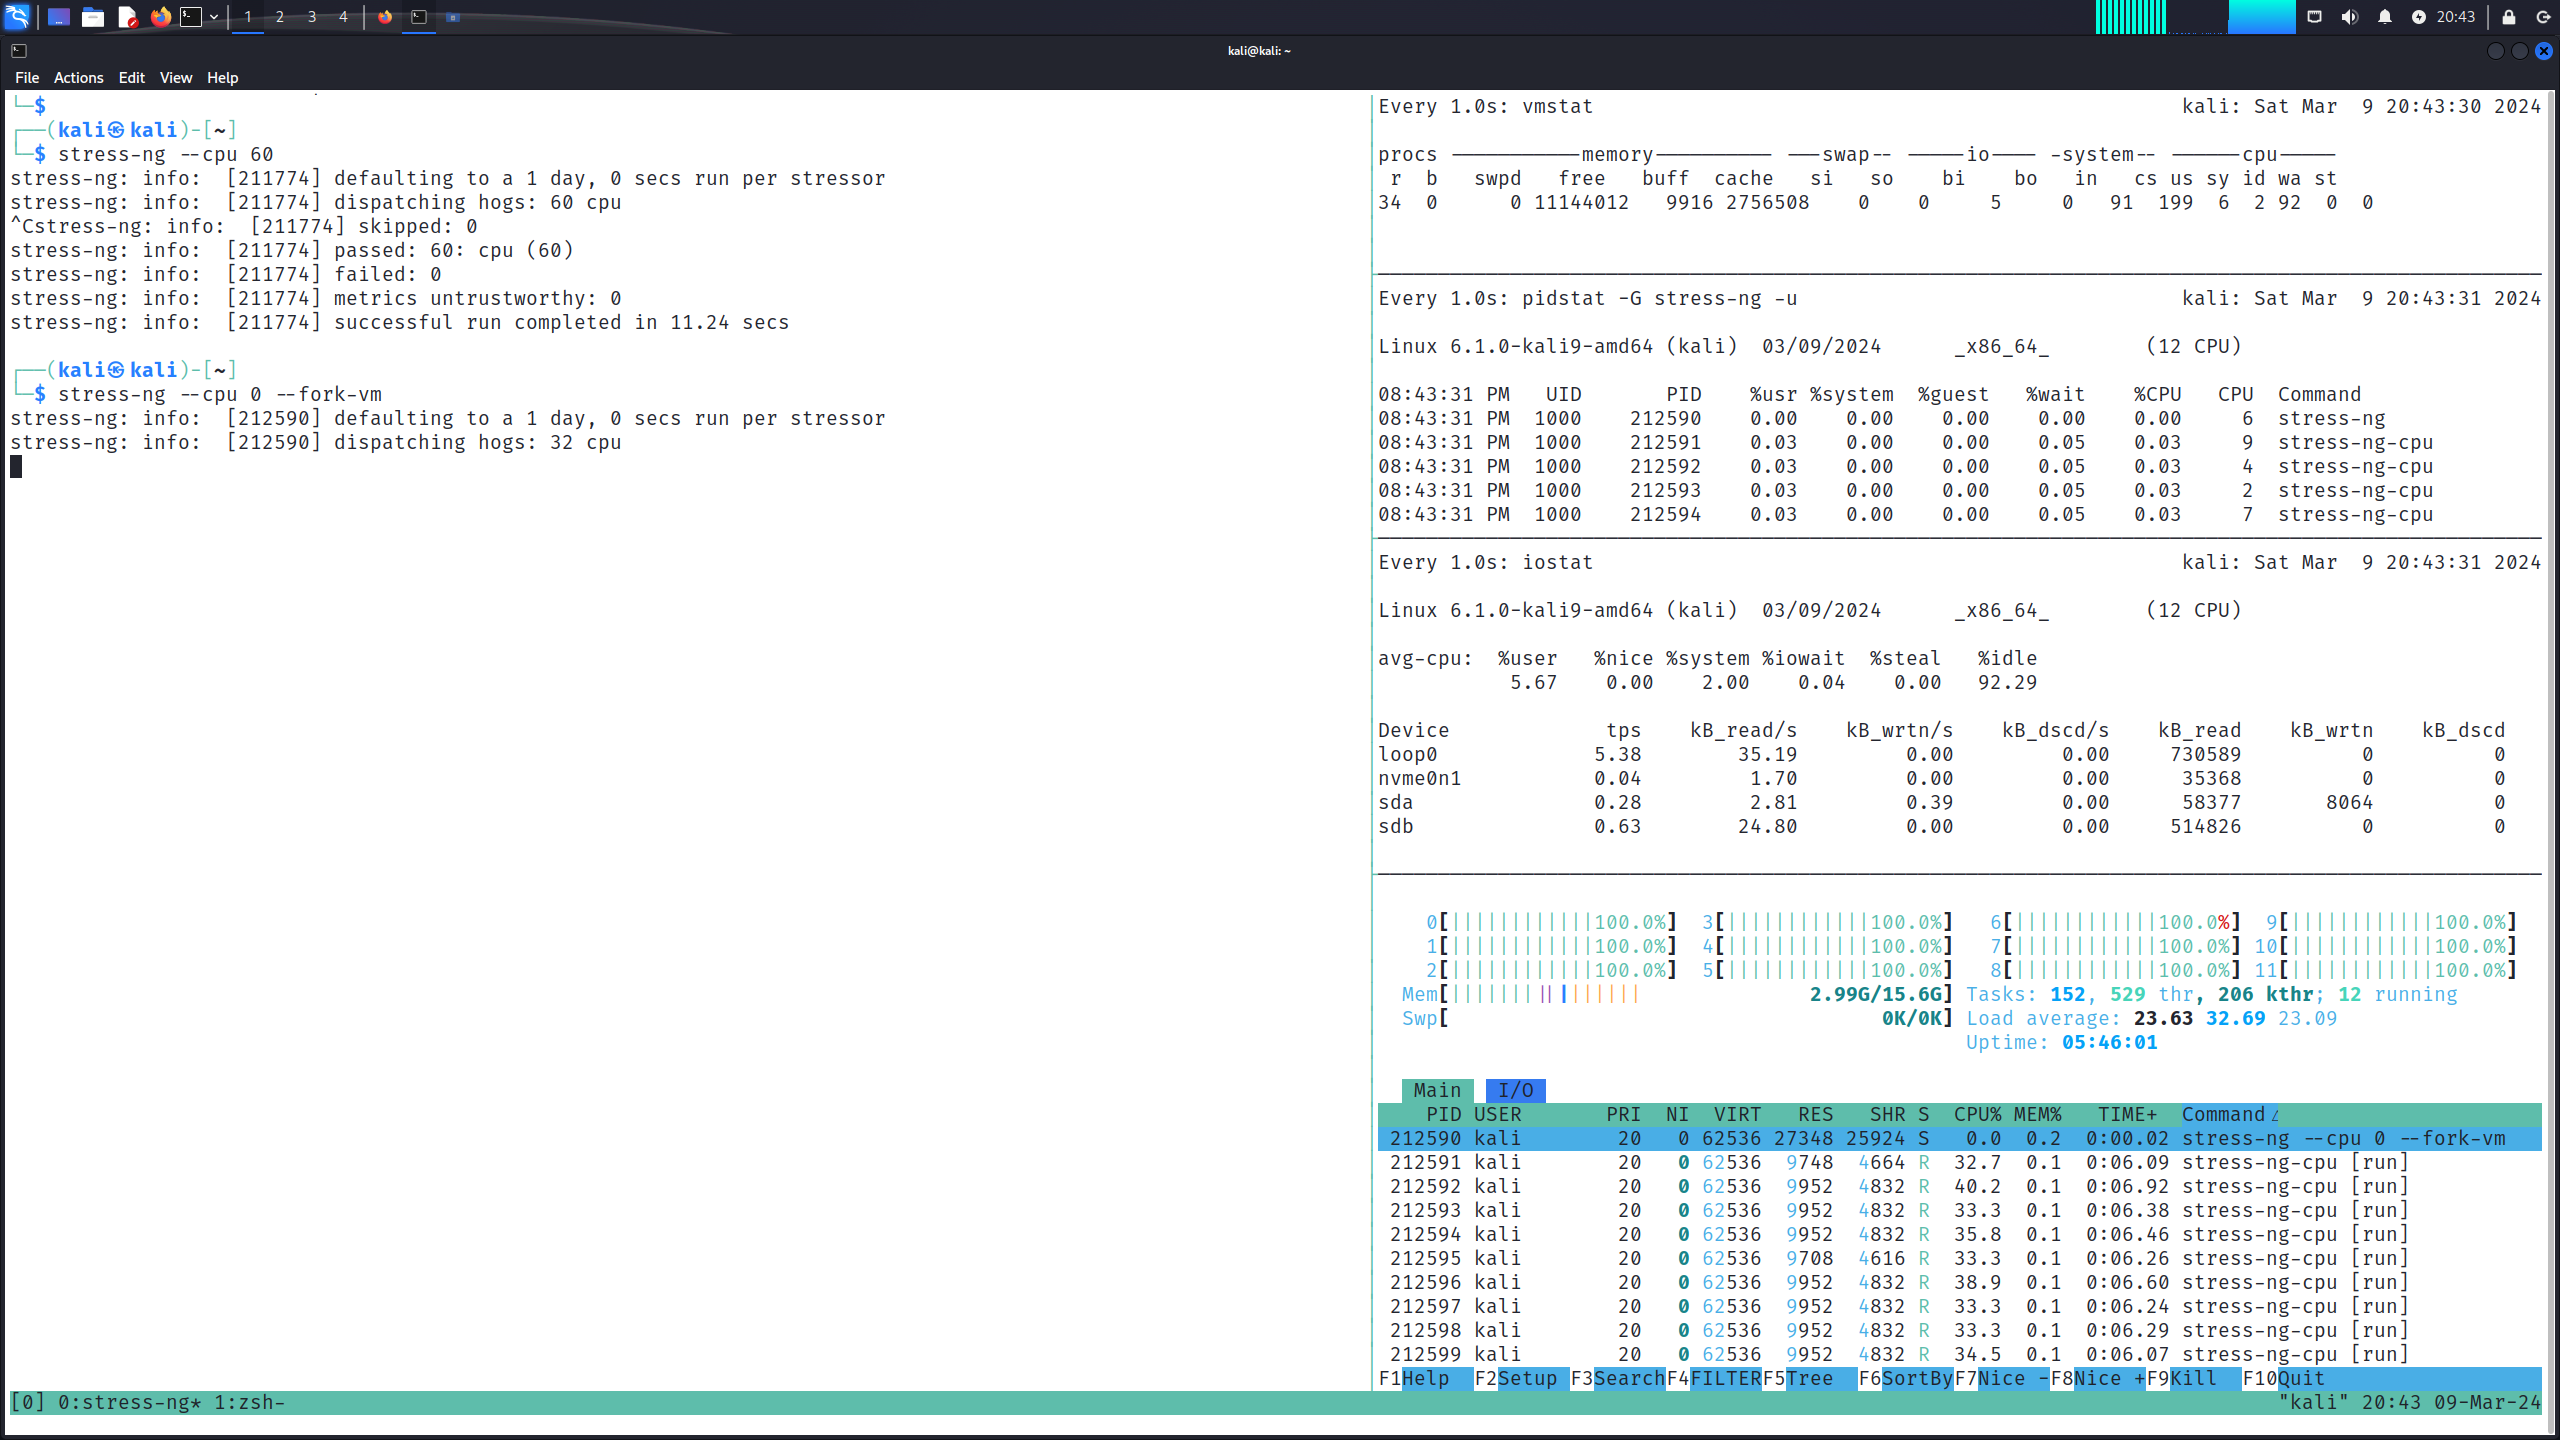 1 2 3 4 20:43
kali@kali: ~
File Actions Edit View Help
└─$
┌──(kali㉿kali)-[~]
└─$ stress-ng --cpu 60
stress-ng: info:  [211774] defaulting to a 1 day, 0 secs run per stressor
stress-ng: info:  [211774] dispatching hogs: 60 cpu
^Cstress-ng: info:  [211774] skipped: 0
stress-ng: info:  [211774] passed: 60: cpu (60)
stress-ng: info:  [211774] failed: 0
stress-ng: info:  [211774] metrics untrustworthy: 0
stress-ng: info:  [211774] successful run completed in 11.24 secs
┌──(kali㉿kali)-[~]
└─$ stress-ng --cpu 0 --fork-vm
stress-ng: info:  [212590] defaulting to a 1 day, 0 secs run per stressor
stress-ng: info:  [212590] dispatching hogs: 32 cpu
Every 1.0s: vmstat kali: Sat Mar  9 20:43:30 2024
procs -----------memory---------- ---swap-- -----io---- -system-- ------cpu-----
r b swpd free buff cache si so bi bo in cs us sy id wa st
34 0 0 11144012 9916 2756508 0 0 5 0 91 199 6 2 92 0 0
Every 1.0s: pidstat -G stress-ng -u kali: Sat Mar  9 20:43:31 2024
Linux 6.1.0-kali9-amd64 (kali) 03/09/2024 _x86_64_ (12 CPU)
08:43:31 PM UID PID %usr %system %guest %wait %CPU CPU Command
08:43:31 PM 1000 212590 0.00 0.00 0.00 0.00 0.00 6 stress-ng
08:43:31 PM 1000 212591 0.03 0.00 0.00 0.05 0.03 9 stress-ng-cpu
08:43:31 PM 1000 212592 0.03 0.00 0.00 0.05 0.03 4 stress-ng-cpu
08:43:31 PM 1000 212593 0.03 0.00 0.00 0.05 0.03 2 stress-ng-cpu
08:43:31 PM 1000 212594 0.03 0.00 0.00 0.05 0.03 7 stress-ng-cpu
Every 1.0s: iostat kali: Sat Mar  9 20:43:31 2024
Linux 6.1.0-kali9-amd64 (kali) 03/09/2024 _x86_64_ (12 CPU)
avg-cpu: %user %nice %system %iowait %steal %idle
5.67 0.00 2.00 0.04 0.00 92.29
Device tps kB_read/s kB_wrtn/s kB_dscd/s kB_read kB_wrtn kB_dscd
loop0 5.38 35.19 0.00 0.00 730589 0 0
nvme0n1 0.04 1.70 0.00 0.00 35368 0 0
sda 0.28 2.81 0.39 0.00 58377 8064 0
sdb 0.63 24.80 0.00 0.00 514826 0 0
0[||||||||||||100.0%] 3[||||||||||||100.0%] 6[||||||||||||100.0%] 9[||||||||||||100.0%]
1[||||||||||||100.0%] 4[||||||||||||100.0%] 7[||||||||||||100.0%] 10[||||||||||||100.0%]
2[||||||||||||100.0%] 5[||||||||||||100.0%] 8[||||||||||||100.0%] 11[||||||||||||100.0%]
Mem[|||||||||||||||| 2.99G/15.6G] Tasks: 152, 529 thr, 206 kthr; 12 running
Swp[ 0K/0K] Load average: 23.63 32.69 23.09
Uptime: 05:46:01
Main I/O
PID USER PRI NI VIRT RES SHR S CPU% MEM% TIME+ Command△
212590 kali 20 0 62536 27348 25924 S 0.0 0.2 0:00.02 stress-ng --cpu 0 --fork-vm
212591 kali 20 0 62536 9748 4664 R 32.7 0.1 0:06.09 stress-ng-cpu [run]
212592 kali 20 0 62536 9952 4832 R 40.2 0.1 0:06.92 stress-ng-cpu [run]
212593 kali 20 0 62536 9952 4832 R 33.3 0.1 0:06.38 stress-ng-cpu [run]
212594 kali 20 0 62536 9952 4832 R 35.8 0.1 0:06.46 stress-ng-cpu [run]
212595 kali 20 0 62536 9708 4616 R 33.3 0.1 0:06.26 stress-ng-cpu [run]
212596 kali 20 0 62536 9952 4832 R 38.9 0.1 0:06.60 stress-ng-cpu [run]
212597 kali 20 0 62536 9952 4832 R 33.3 0.1 0:06.24 stress-ng-cpu [run]
212598 kali 20 0 62536 9952 4832 R 33.3 0.1 0:06.29 stress-ng-cpu [run]
212599 kali 20 0 62536 9952 4832 R 34.5 0.1 0:06.07 stress-ng-cpu [run]
F1Help F2Setup F3SearchF4FILTERF5Tree F6SortByF7Nice -F8Nice +F9Kill F10Quit
[0] 0:stress-ng* 1:zsh- "kali" 20:43 09-Mar-24